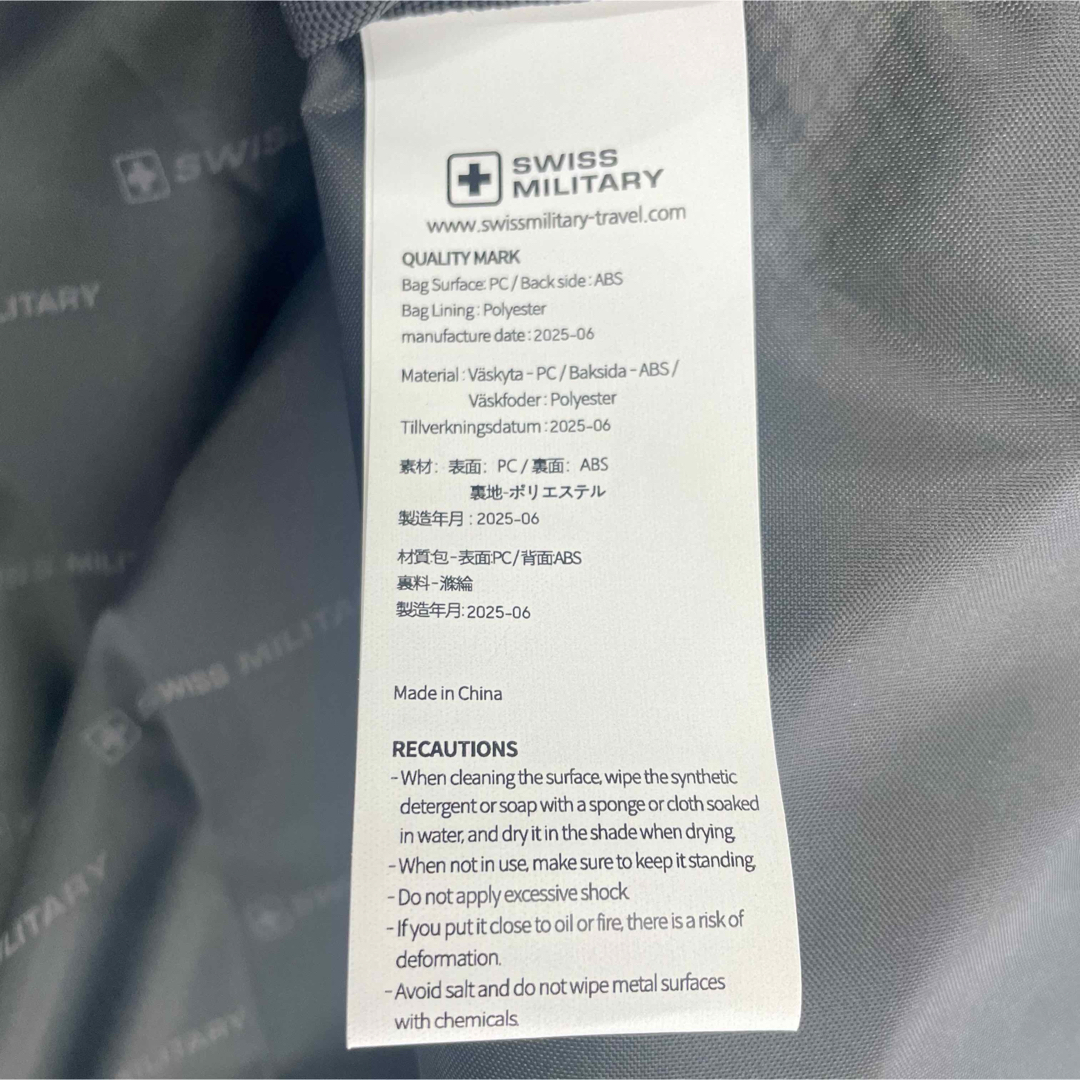 SWISS
MILITARY
www.swissmilitary-travel.com
QUALITY MARK
Bag Surface: PC / Back side : ABS
Bag Lining : Polyester
manufacture date : 2025-06
Material : Väskyta - PC / Baksida - ABS /
Väskfoder : Polyester
Tillverkningsdatum : 2025-06
素材: 表面: PC / 裏面: ABS
裏地-ポリエステル
製造年月 : 2025-06
材質:包-表面:PC/背面:ABS
裏料-滌綸
製造年月: 2025-06
Made in China
RECAUTIONS
- When cleaning the surface, wipe the synthetic
detergent or soap with a sponge or cloth soaked
in water, and dry it in the shade when drying.
- When not in use, make sure to keep it standing.
- Do not apply excessive shock
- If you put it close to oil or fire, there is a risk of
deformation.
- Avoid salt and do not wipe metal surfaces
with chemicals.
SWISS
MILITARY
SWISS MILITA
MILITARY